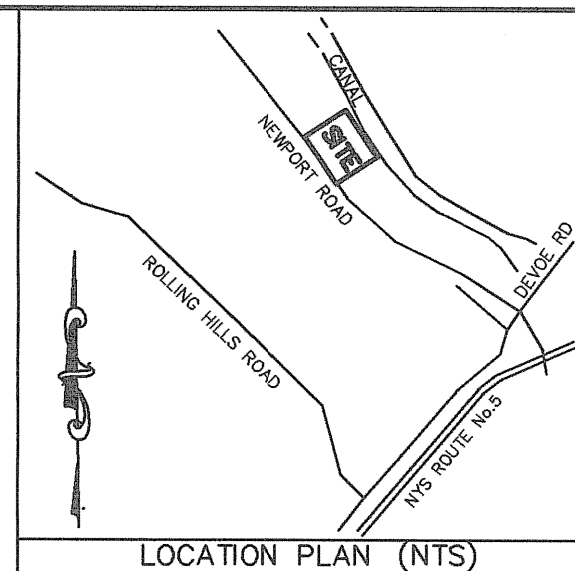 CANAL
SITE
NEWPORT ROAD
DEVOE RD
ROLLING HILLS ROAD
NYS ROUTE No.5
LOCATION PLAN (NTS)